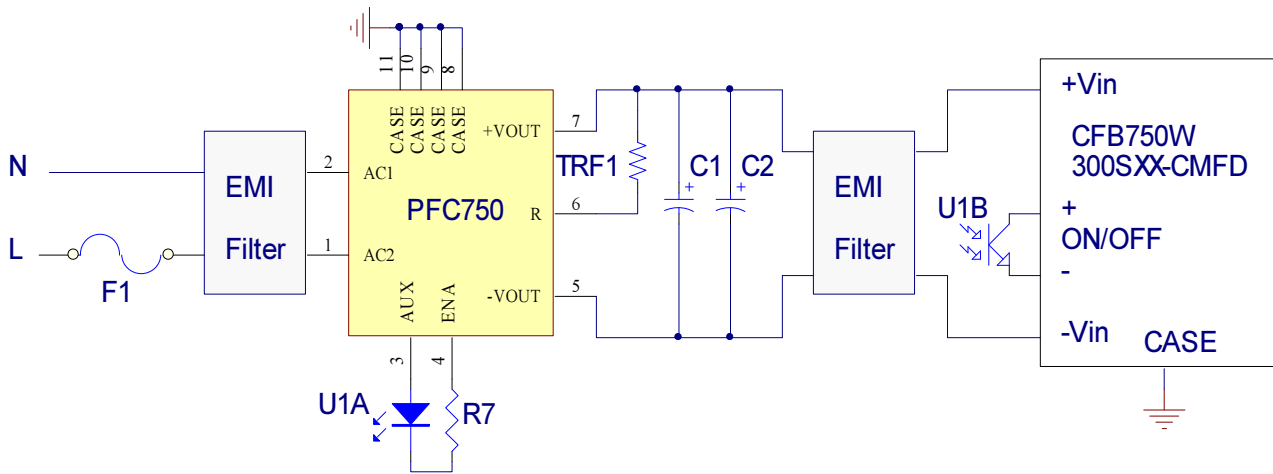 11
10
9
8
CASE
CASE
CASE
CASE
+VOUT
7
+Vin
N
EMI
Filter
2
AC1
TRF1
C1
+
C2
+
EMI
Filter
CFB750W
300SXX-CMFD
PFC750
R
6
U1B
+
ON/OFF
-
L
F1
1
AC2
AUX
ENA
-VOUT
5
-Vin
CASE
3
4
U1A
R7